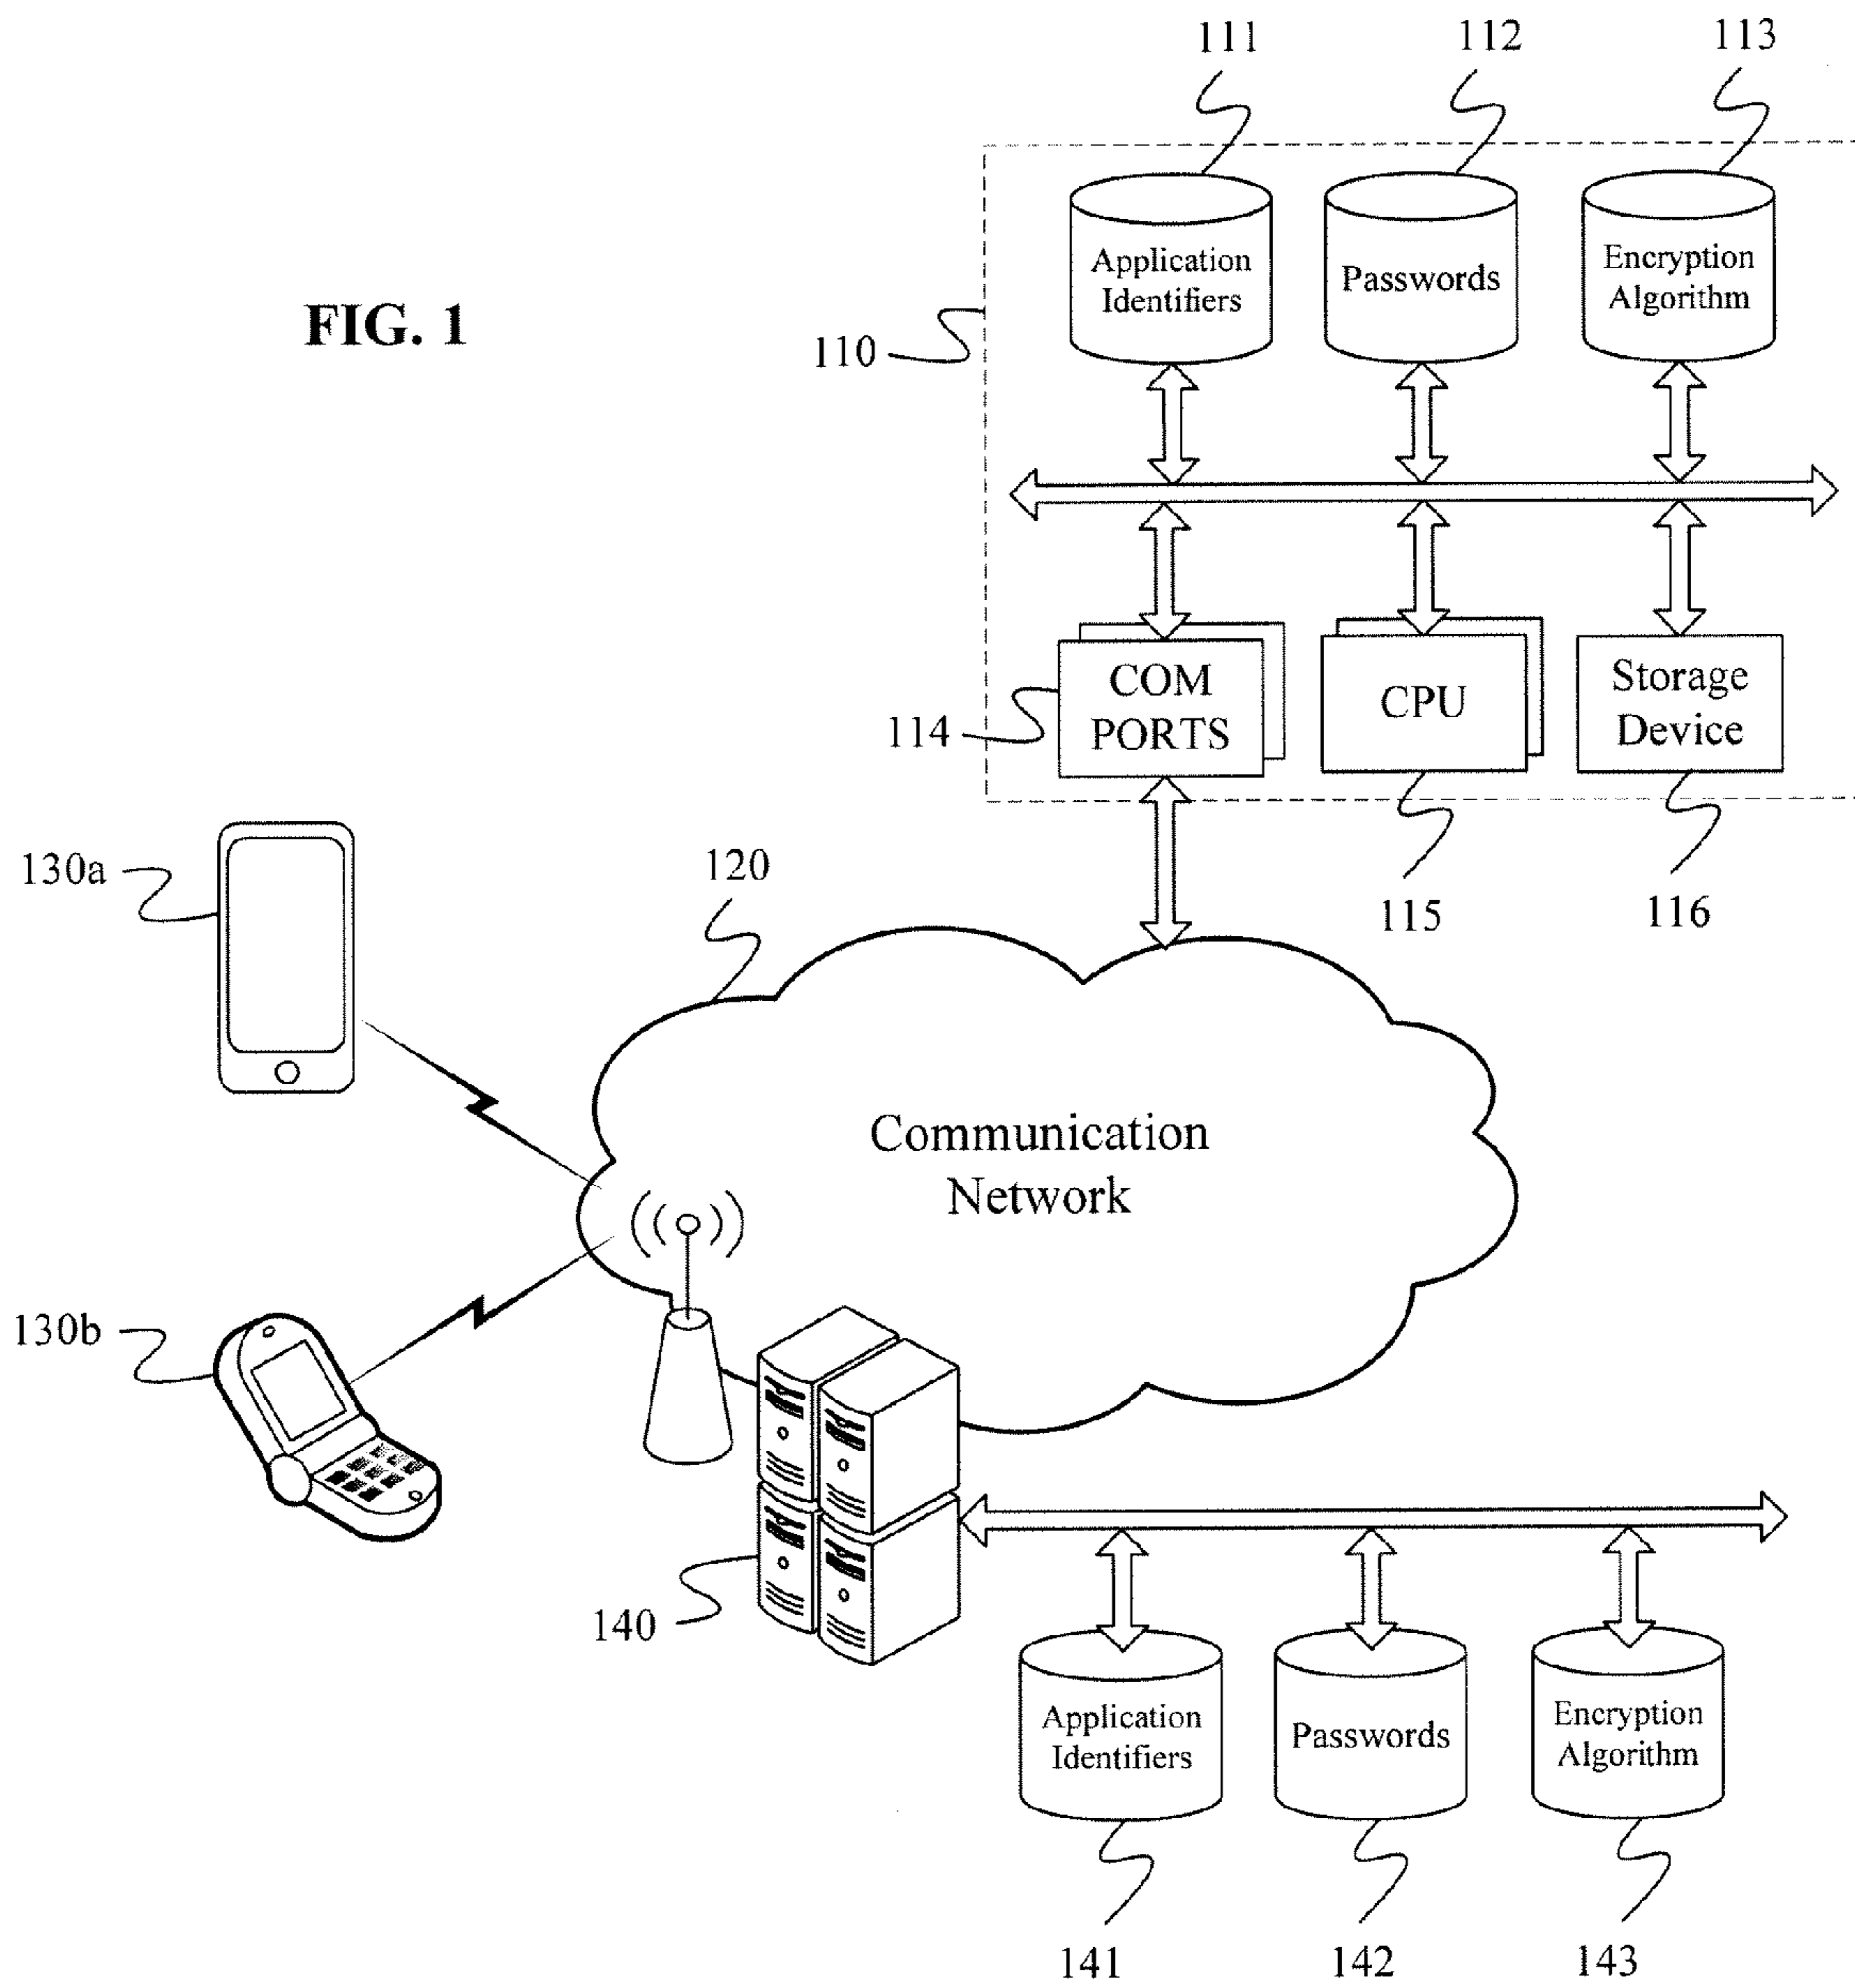 111
112
113
FIG. 1
110
Application
Identifiers
Passwords
Encryption
Algorithm
114
COM
PORTS
CPU
Storage
Device
115
116
130a
120
Communication
Network
130b
140
Application
Identifiers
Passwords
Encryption
Algorithm
141
142
143